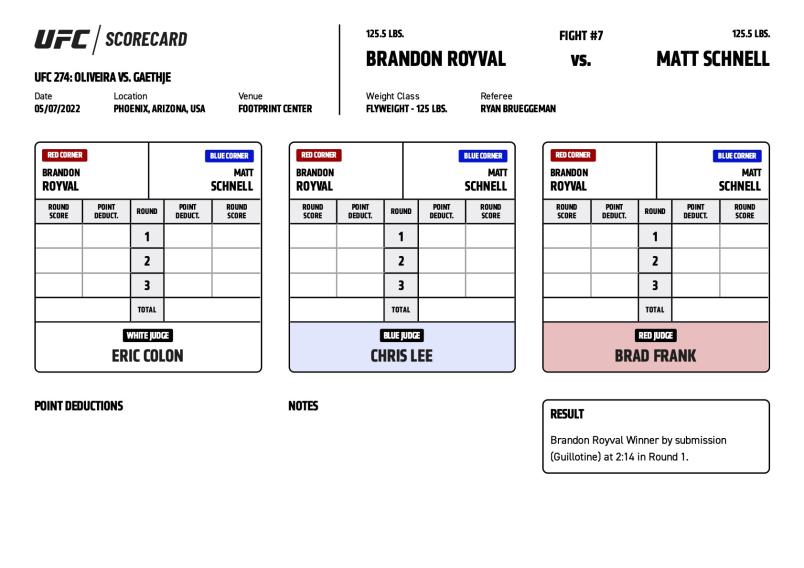 UFC / SCORECARD
UFC 274: OLIVEIRA VS. GAETHJE
Date Location Venue
05/07/2022 PHOENIX, ARIZONA, USA FOOTPRINT CENTER
125.5 LBS. FIGHT #7 125.5 LBS.
BRANDON ROYVAL VS. MATT SCHNELL
Weight Class Referee
FLYWEIGHT - 125 LBS. RYAN BRUEGGEMAN
RED CORNER BLUE CORNER
BRANDON MATT
ROYVAL SCHNELL
ROUND SCORE POINT DEDUCT. ROUND POINT DEDUCT. ROUND SCORE
1
2
3
TOTAL
WHITE JUDGE
ERIC COLON
RED CORNER BLUE CORNER
BRANDON MATT
ROYVAL SCHNELL
ROUND SCORE POINT DEDUCT. ROUND POINT DEDUCT. ROUND SCORE
1
2
3
TOTAL
BLUE JUDGE
CHRIS LEE
RED CORNER BLUE CORNER
BRANDON MATT
ROYVAL SCHNELL
ROUND SCORE POINT DEDUCT. ROUND POINT DEDUCT. ROUND SCORE
1
2
3
TOTAL
RED JUDGE
BRAD FRANK
POINT DEDUCTIONS
NOTES
RESULT
Brandon Royval Winner by submission
(Guillotine) at 2:14 in Round 1.